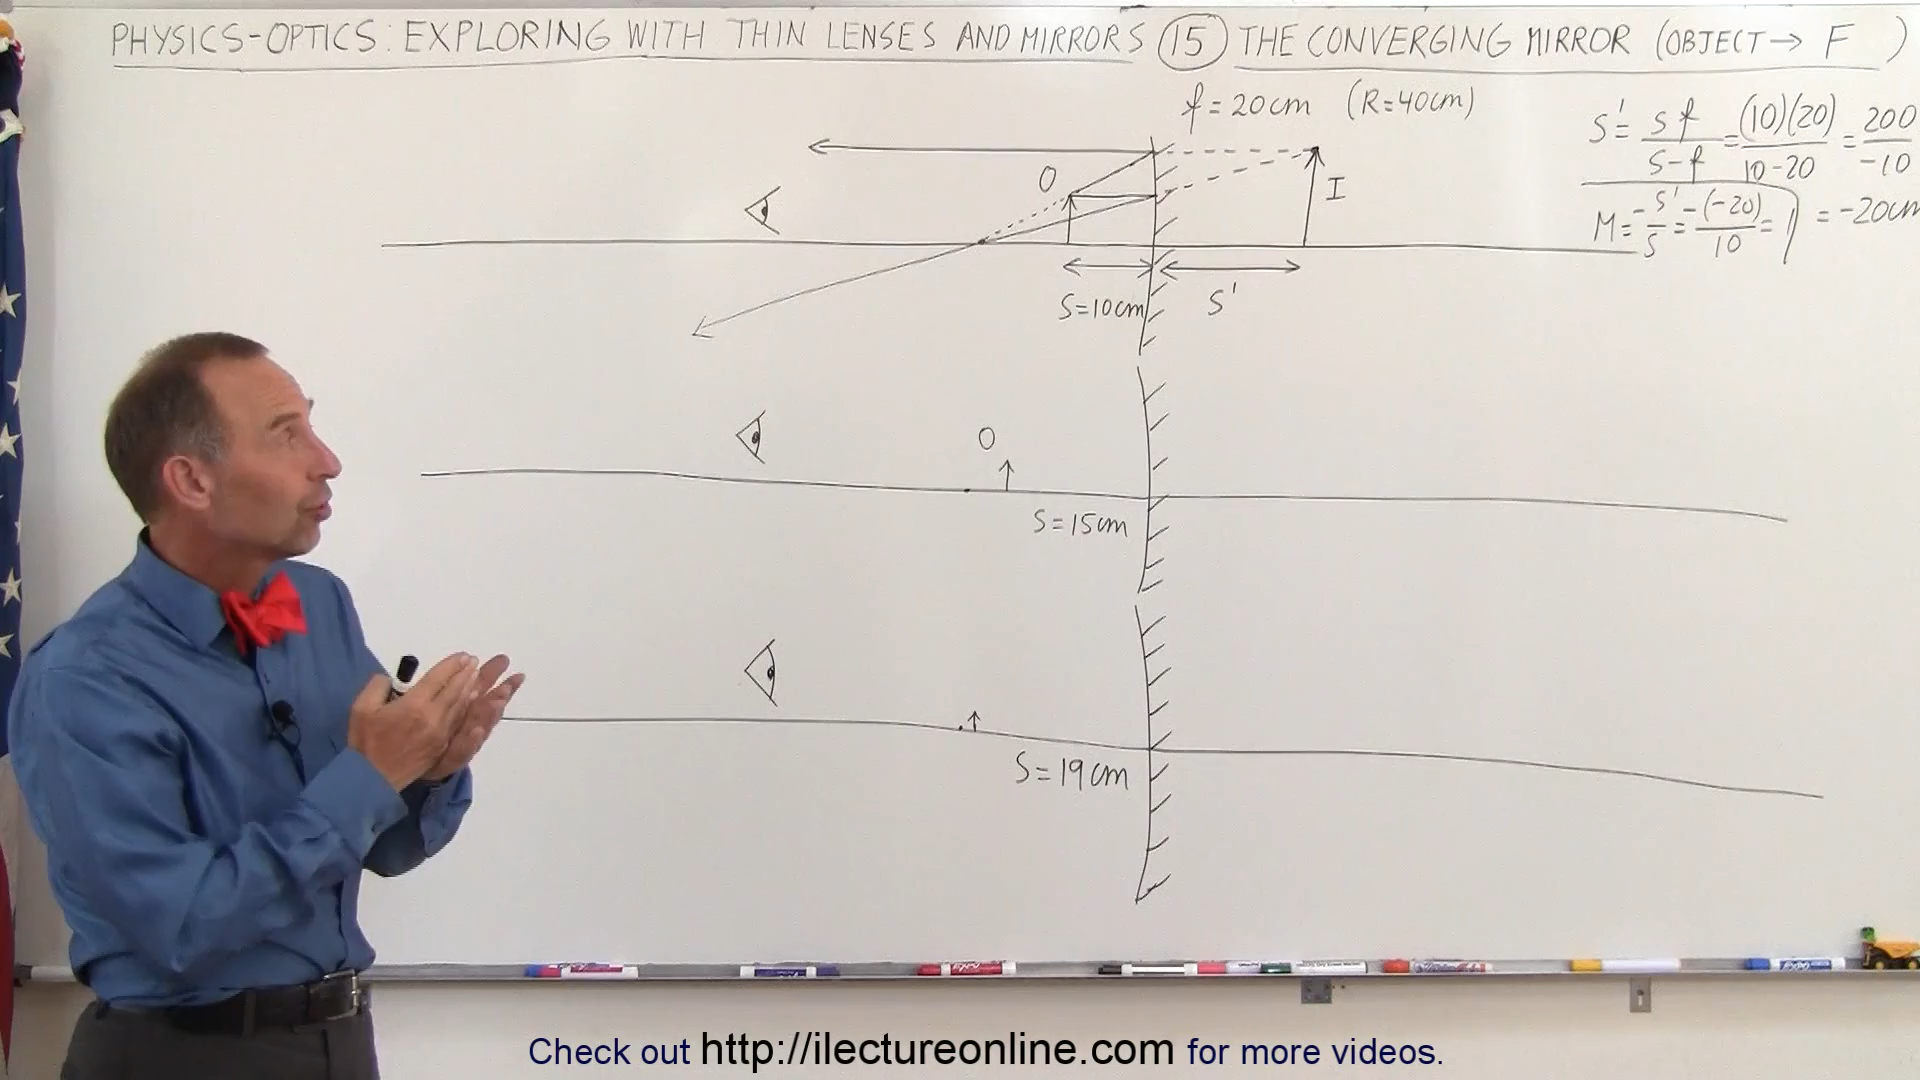 PHYSICS-OPTICS: EXPLORING WITH THIN LENSES AND MIRRORS 15 THE CONVERGING MIRROR (OBJECT→ F )
f = 20cm (R=40cm)
S' = Sf / S-f = (10)(20) / 10-20 = 200 / -10
= -20cm
M = -S' / S = -(-20) / 10 =
O
I
S=10cm
S'
O
S=15cm
S=19cm
Check out http://ilectureonline.com for more videos.